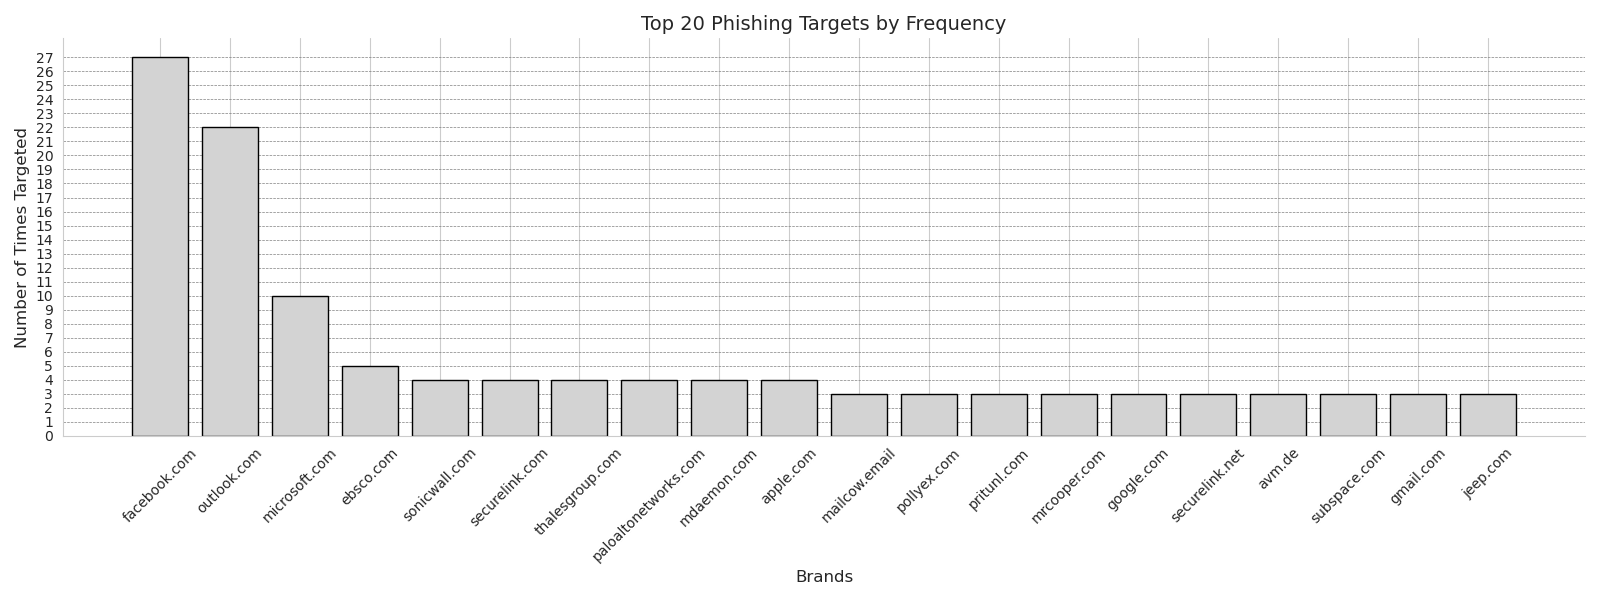 Top 20 Phishing Targets by Frequency
Number of Times Targeted
27
26
25
24
23
22
21
20
19
18
17
16
15
14
13
12
11
10
9
8
7
6
5
4
3
2
1
0
facebook.com
outlook.com
microsoft.com
ebsco.com
sonicwall.com
securelink.com
thalesgroup.com
paloaltonetworks.com
mdaemon.com
apple.com
mailcow.email
pollyex.com
pritunl.com
mrcooper.com
google.com
securelink.net
avm.de
subspace.com
gmail.com
jeep.com
Brands